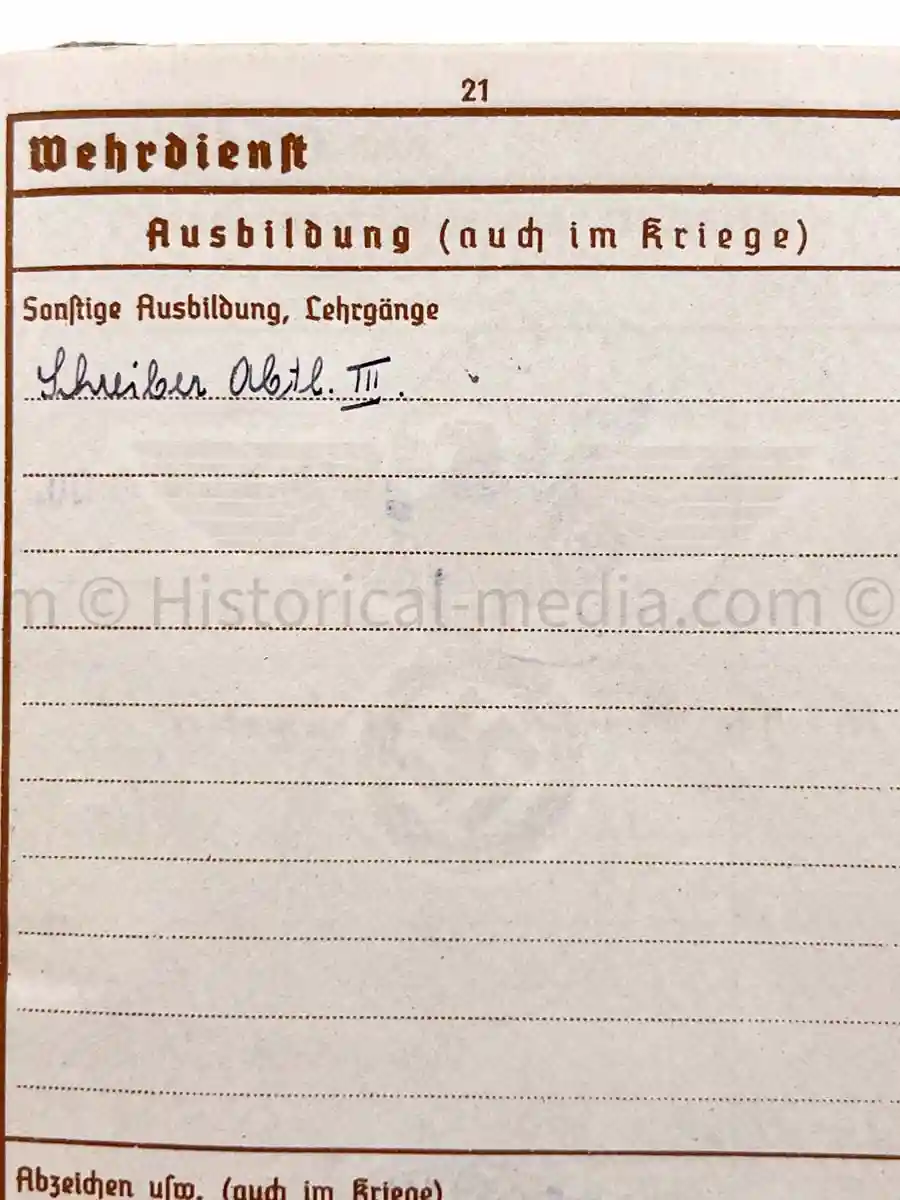 21
Wehrdienst
Ausbildung (auch im Kriege)
Sonstige Ausbildung, Lehrgänge
Schreiber Abtl. III.
m © Historical-media.com ©
Abzeichen usw. (auch im Kriege)